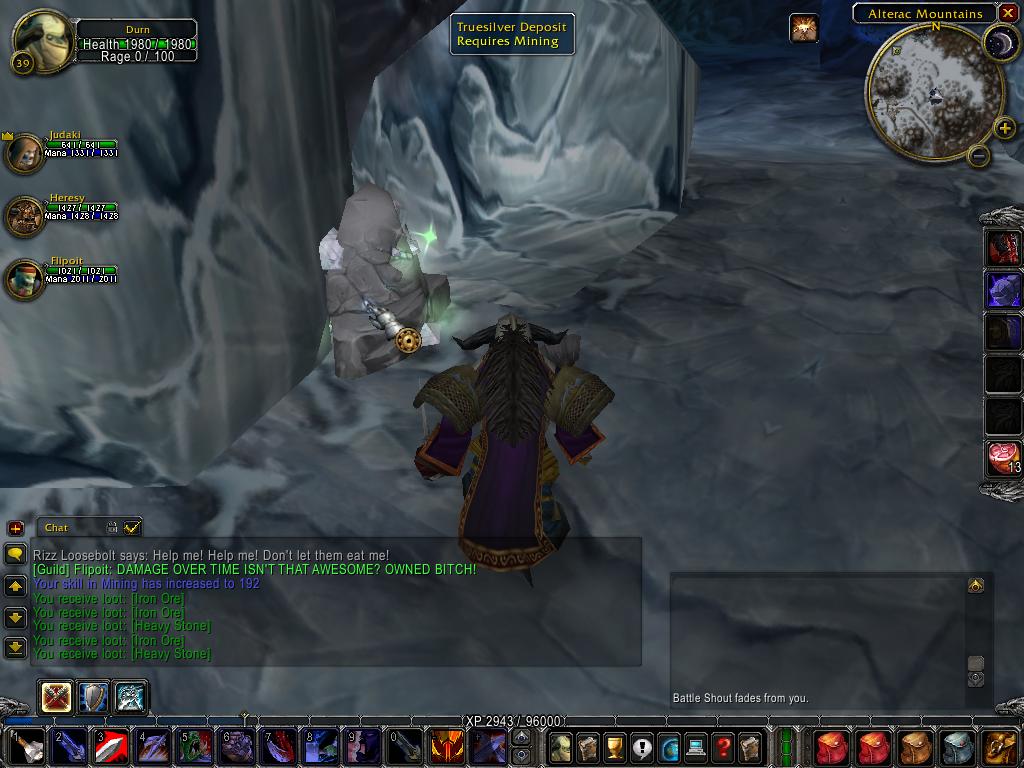 Durn
Health 1980 / 1980
39
Rage 0 / 100
Truesilver Deposit
Requires Mining
Alterac Mountains
N
Judaki
641 / 641
Mana 1331 / 1331
Heresy
1427 / 1427
Mana 1428 / 1428
Flipoit
1021 / 1021
Mana 2011 / 2011
13
Chat
Rizz Loosebolt says: Help me! Help me! Don't let them eat me!
[Guild] Flipoit: DAMAGE OVER TIME ISN'T THAT AWESOME? OWNED BITCH!
Your skill in Mining has increased to 192
You receive loot: [Iron Ore]
You receive loot: [Iron Ore]
You receive loot: [Heavy Stone]
You receive loot: [Iron Ore]
You receive loot: [Heavy Stone]
Battle Shout fades from you.
XP 2943 / 96000
1 2 3 4 5 6 7 8 9 0 - =